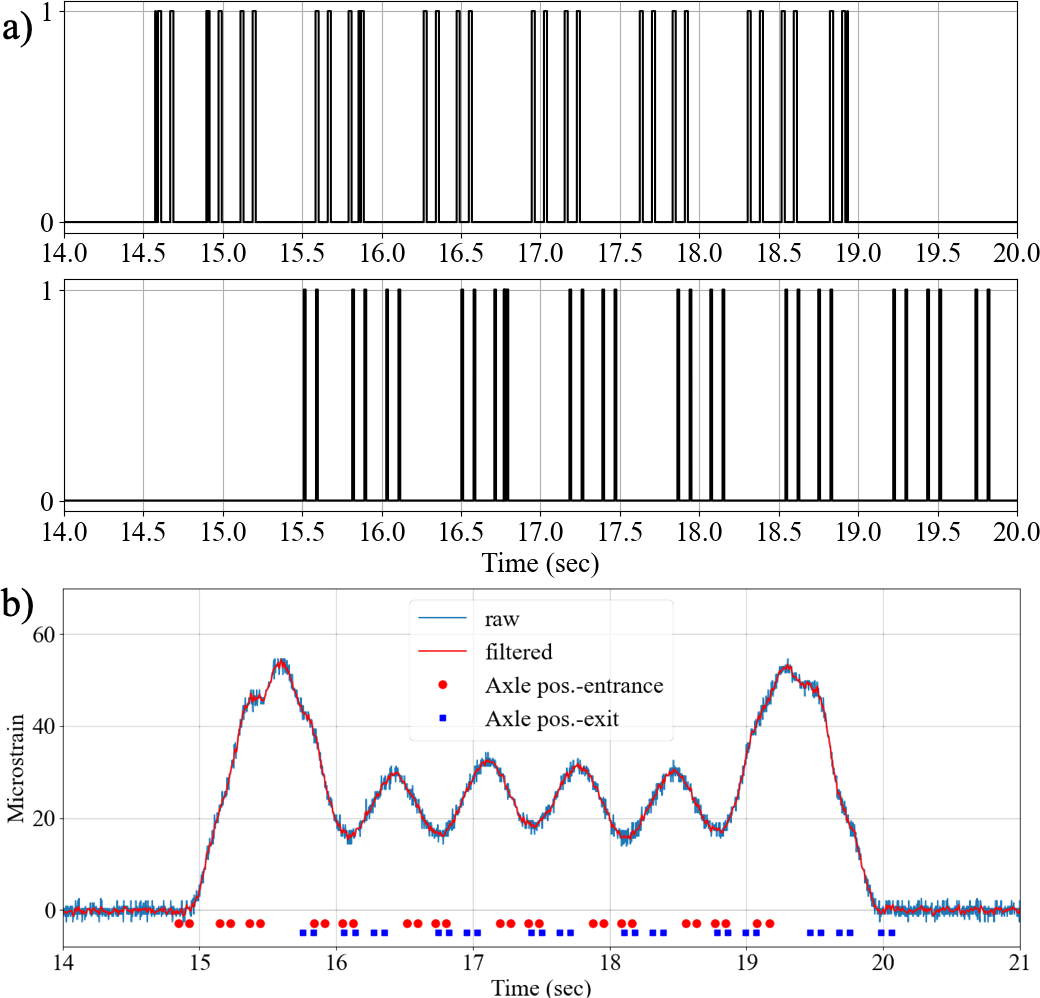 a)
1
0
14.0 14.5 15.0 15.5 16.0 16.5 17.0 17.5 18.0 18.5 19.0 19.5 20.0
1
0
14.0 14.5 15.0 15.5 16.0 16.5 17.0 17.5 18.0 18.5 19.0 19.5 20.0
Time (sec)
b)
raw
filtered
Axle pos.-entrance
Axle pos.-exit
Microstrain
60
40
20
0
14 15 16 17 18 19 20 21
Time (sec)